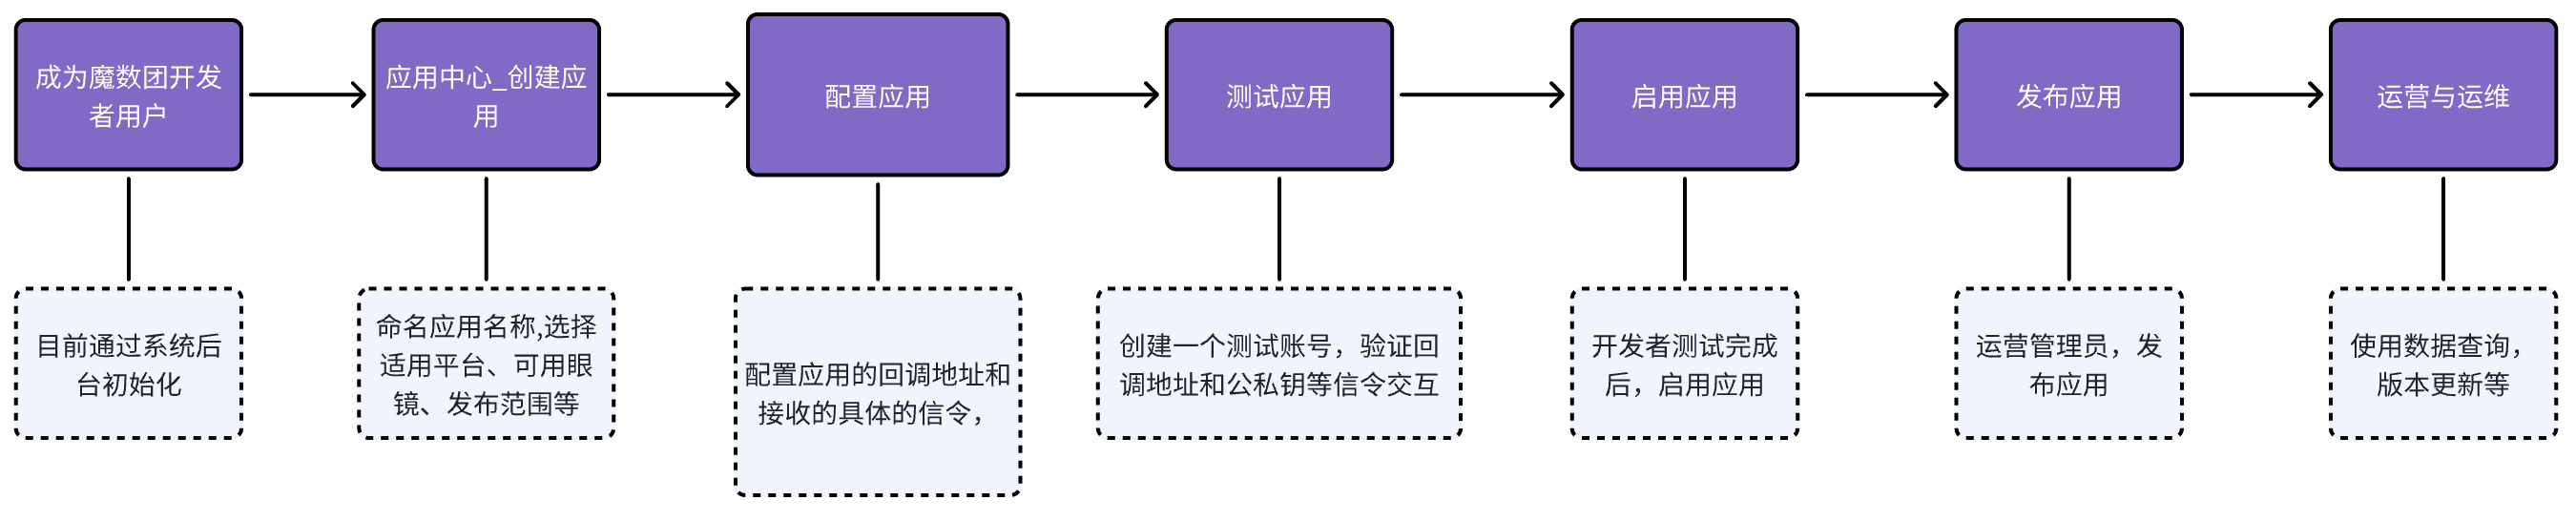 成为魔数团开发
者用户
应用中心_创建应
用
配置应用
测试应用
启用应用
发布应用
运营与运维
目前通过系统后
台初始化
命名应用名称,选择
适用平台、可用眼
镜、发布范围等
配置应用的回调地址和
接收的具体的信令，
创建一个测试账号，验证回
调地址和公私钥等信令交互
开发者测试完成
后，启用应用
运营管理员，发
布应用
使用数据查询，
版本更新等